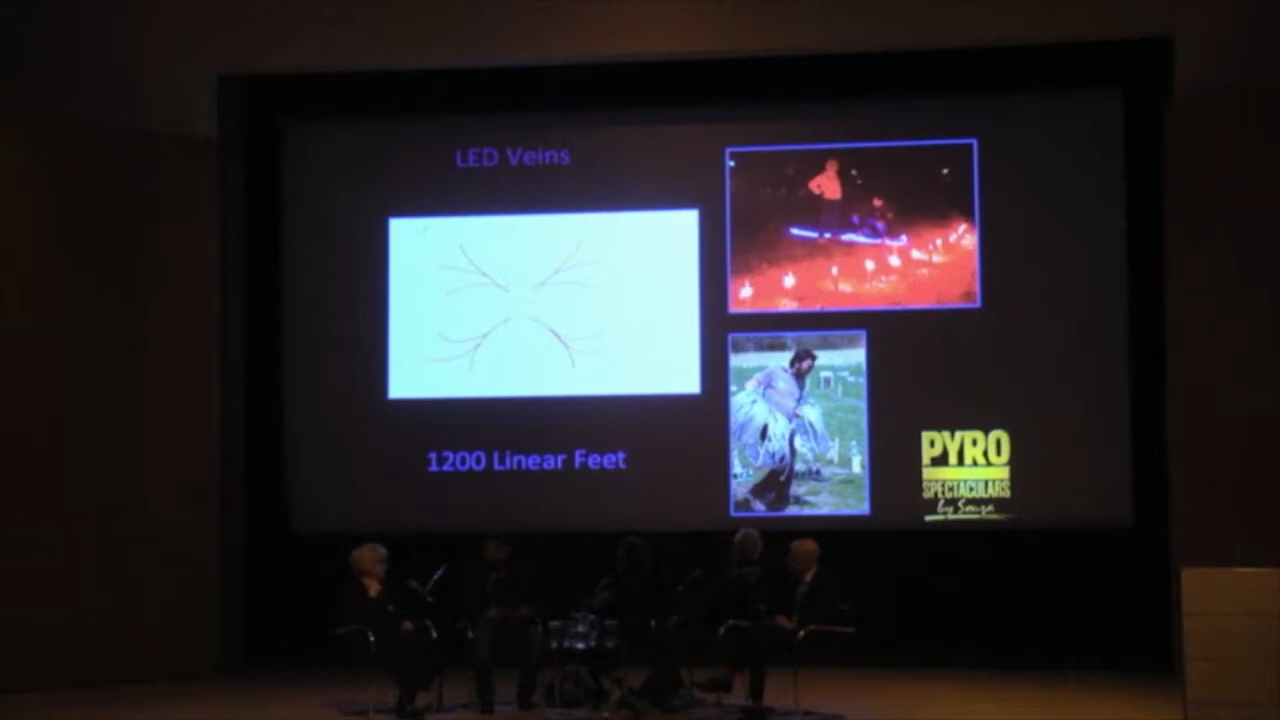 LED Veins
1200 Linear Feet
PYRO
SPECTACULARS
by Souza